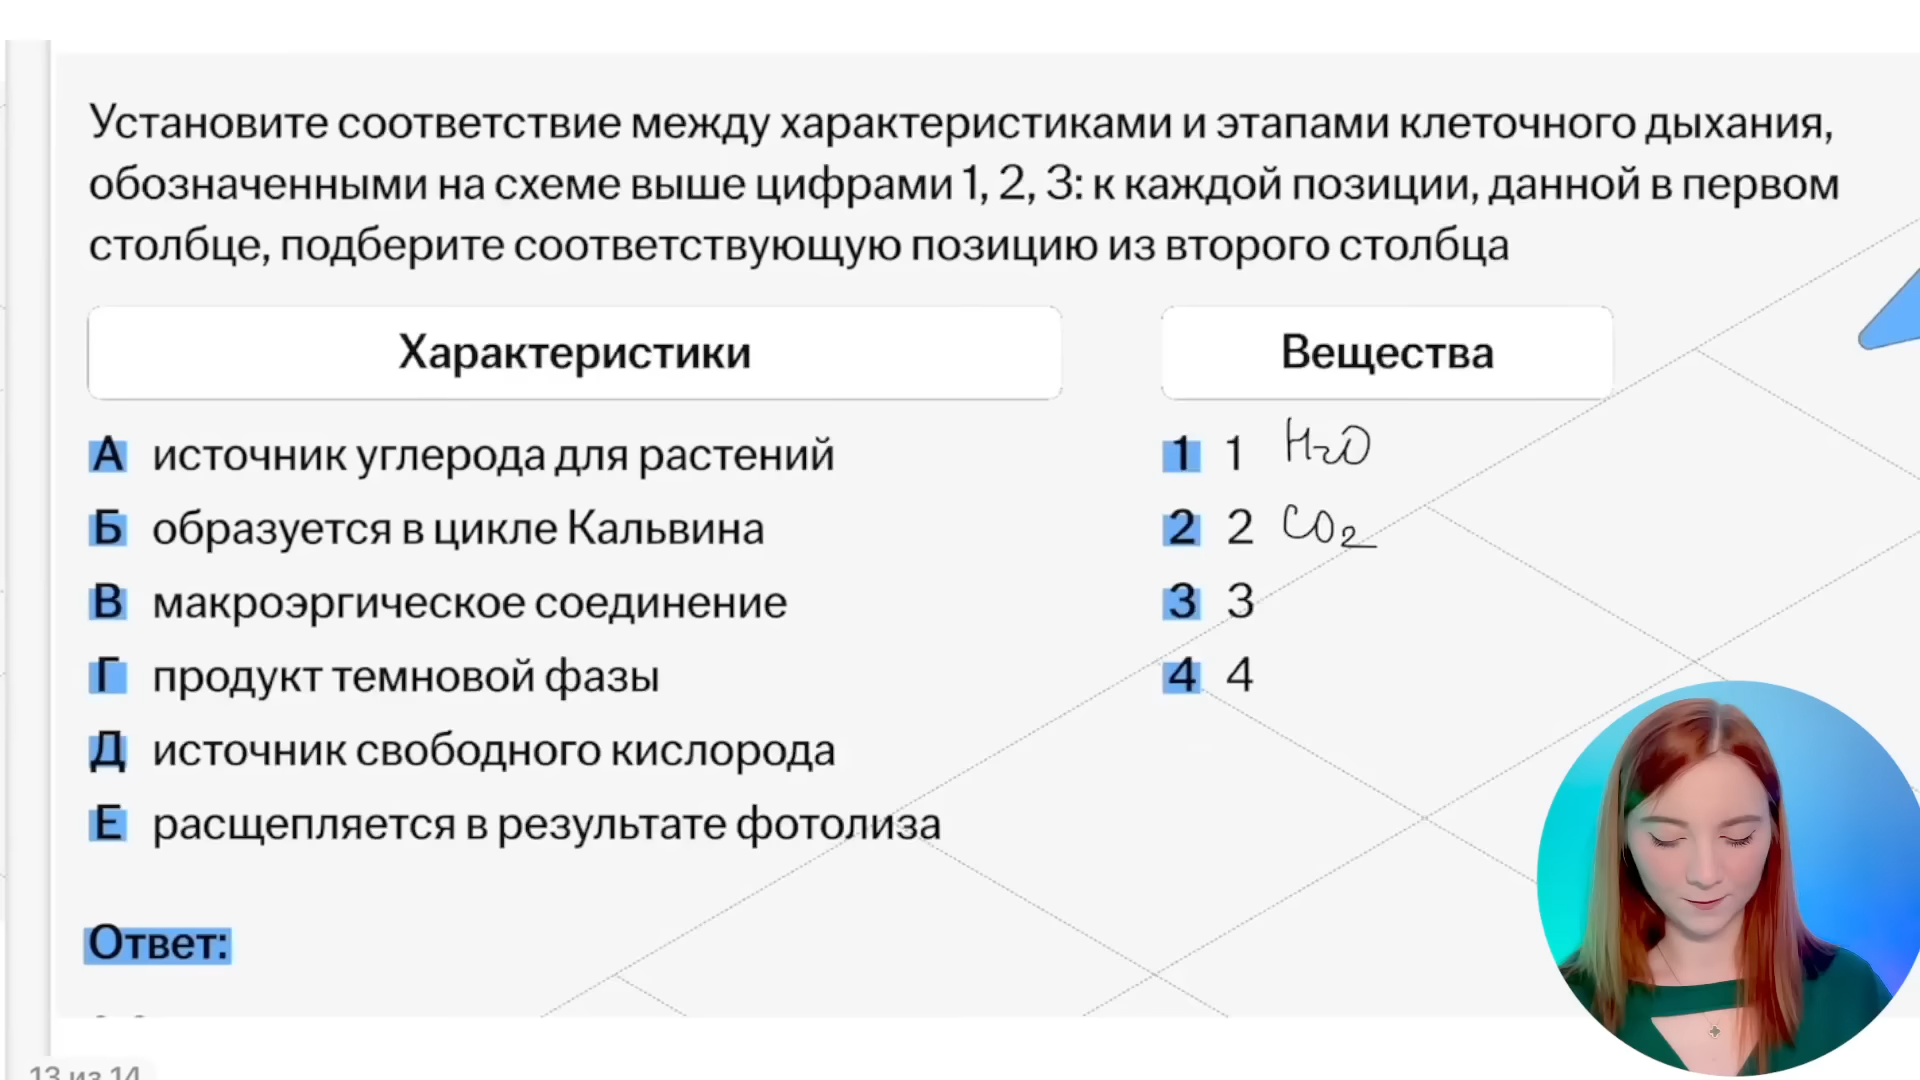 Установите соответствие между характеристиками и этапами клеточного дыхания,
обозначенными на схеме выше цифрами 1, 2, 3: к каждой позиции, данной в первом
столбце, подберите соответствующую позицию из второго столбца
Характеристики
А источник углерода для растений
Б образуется в цикле Кальвина
В макроэргическое соединение
Г продукт темновой фазы
Д источник свободного кислорода
Е расщепляется в результате фотолиза
Вещества
1 1 H2O
2 2 CO2
3 3
4 4
Ответ:
13 из 14